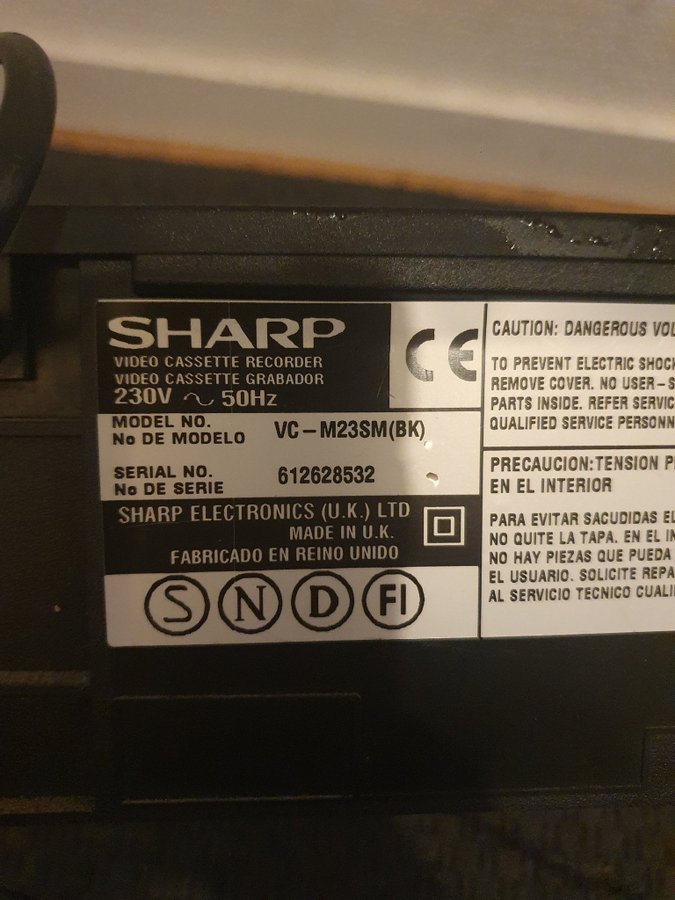 SHARP
VIDEO CASSETTE RECORDER
VIDEO CASSETTE GRABADOR
230V ~ 50Hz
CE
MODEL NO.
No DE MODELO
VC-M23SM(BK)
SERIAL NO.
No DE SERIE
612628532
SHARP ELECTRONICS (U.K.) LTD
MADE IN U.K.
FABRICADO EN REINO UNIDO
S N D FI
CAUTION: DANGEROUS VOL
TO PREVENT ELECTRIC SHOCK
REMOVE COVER. NO USER-S
PARTS INSIDE. REFER SERVIC
QUALIFIED SERVICE PERSONN
PRECAUCION: TENSION P
EN EL INTERIOR
PARA EVITAR SACUDIDAS EL
NO QUITE LA TAPA. EN EL IN
NO HAY PIEZAS QUE PUEDA
EL USUARIO. SOLICITE REPA
AL SERVICIO TECNICO CUALI